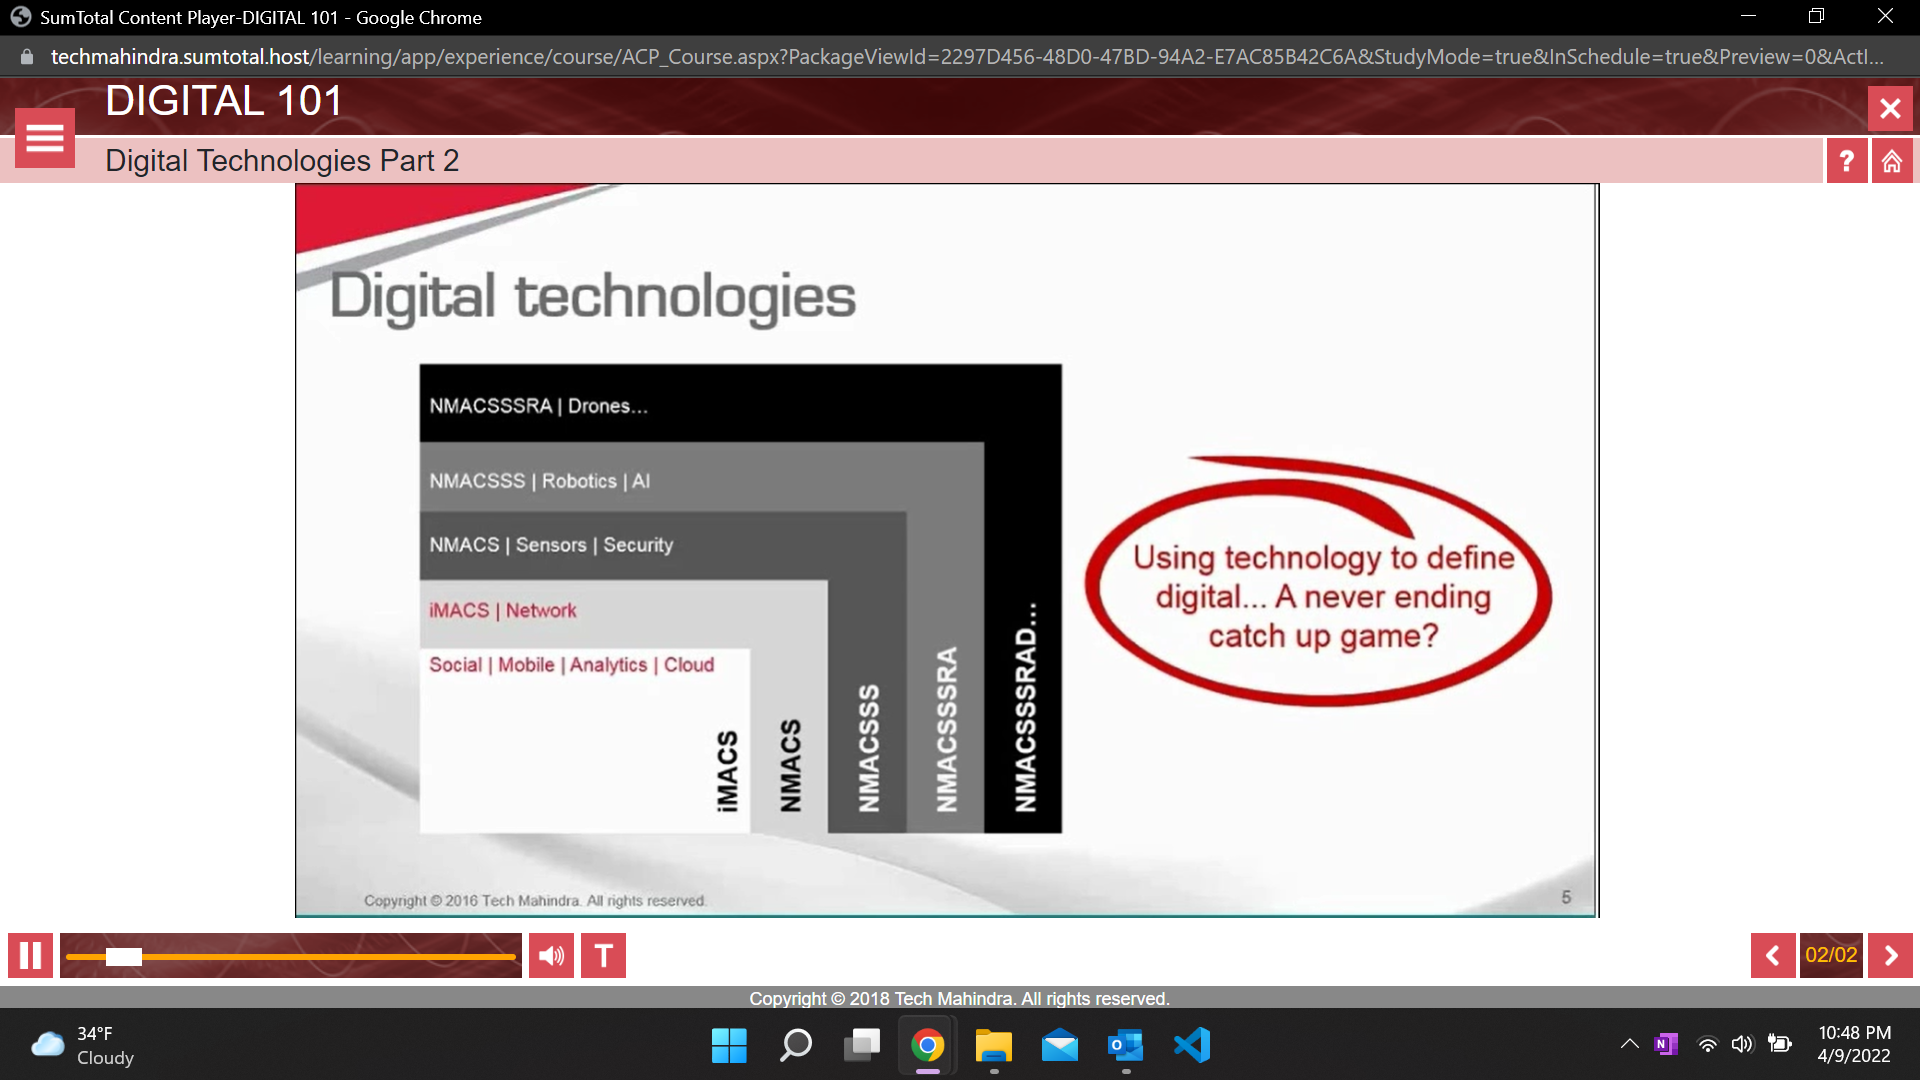 SumTotal Content Player-DIGITAL 101 - Google Chrome
techmahindra.sumtotal.host/learning/app/experience/course/ACP_Course.aspx?PackageViewId=2297D456-48D0-47BD-94A2-E7AC85B42C6A&StudyMode=true&InSchedule=true&Preview=0&ActI...
DIGITAL 101
Digital Technologies Part 2
?
Digital technologies
NMACSSSRA | Drones...
NMACSSS | Robotics | AI
NMACS | Sensors | Security
iMACS | Network
Social | Mobile | Analytics | Cloud
iMACS
NMACS
NMACSSS
NMACSSSRA
NMACSSSRAD...
Using technology to define
digital... A never ending
catch up game?
Copyright © 2016 Tech Mahindra. All rights reserved.
5
T
02/02
Copyright © 2018 Tech Mahindra. All rights reserved.
34°F
Cloudy
10:48 PM
4/9/2022